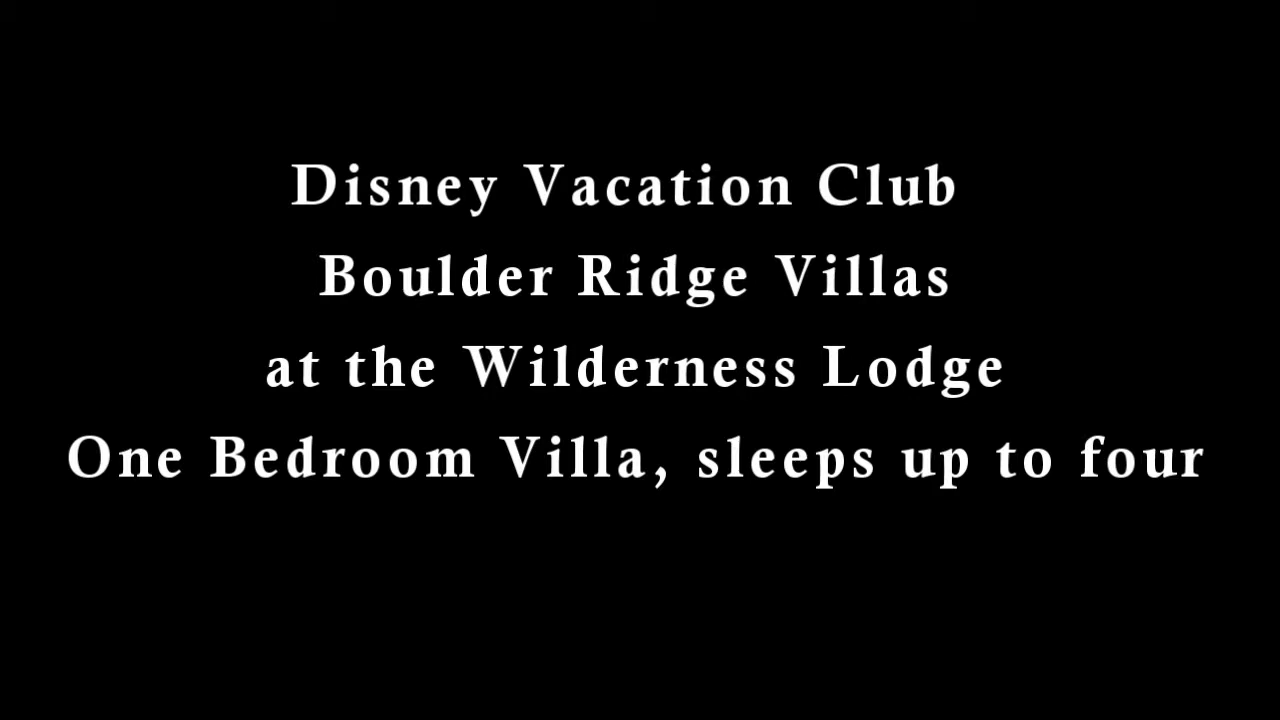 Disney Vacation Club
Boulder Ridge Villas
at the Wilderness Lodge
One Bedroom Villa, sleeps up to four